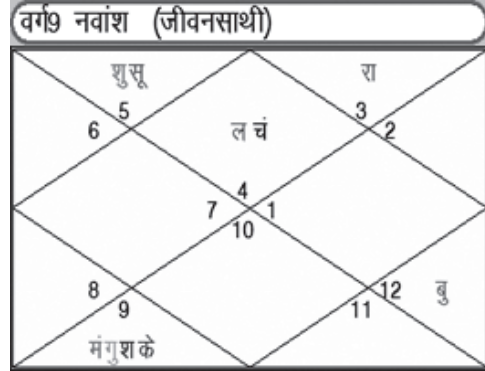 वर्ग9 नवांश (जीवनसाथी)
शुसू रा
5 3
6 ल चं 2
4
7 1
10
8 12 बु
9 11
मंगुशके